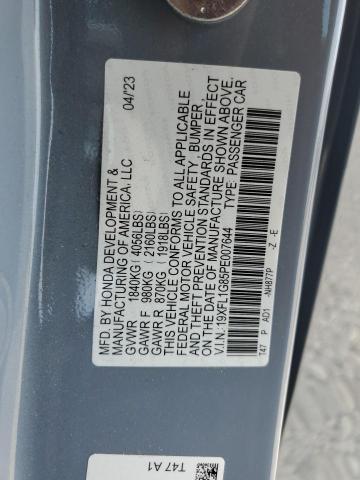 MFD. BY HONDA DEVELOPMENT & 04/'23
MANUFACTURING OF AMERICA, LLC
GVWR 1840KG (4056LBS)
GAWR F 980KG (2160LBS)
GAWR R 870KG (1918LBS)
THIS VEHICLE CONFORMS TO ALL APPLICABLE
FEDERAL MOTOR VEHICLE SAFETY, BUMPER,
AND THEFT PREVENTION STANDARDS IN EFFECT
ON THE DATE OF MANUFACTURE SHOWN ABOVE.
V.I.N.:19XFL1G85PE007644 TYPE: PASSENGER CAR
T47 P AD1 -NH877P -Z -E
T47 A1